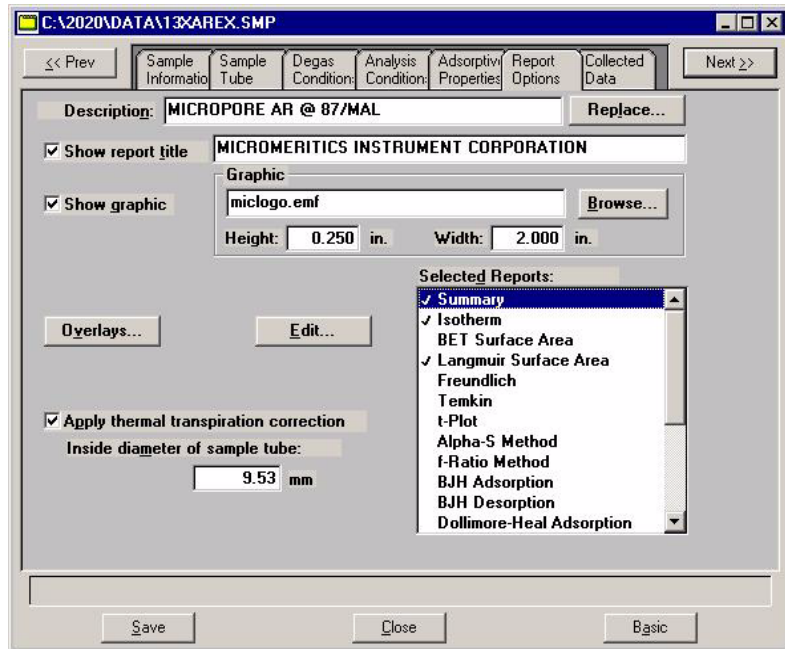 C:\2020\DATA\13XAREX.SMP
<< Prev
Sample Informatio
Sample Tube
Degas Condition:
Analysis Condition:
Adsorptiv Properties
Report Options
Collected Data
Next >>
Description: MICROPORE AR @ 87/MAL Replace...
Show report title MICROMERITICS INSTRUMENT CORPORATION
Graphic
Show graphic miclogo.emf Browse...
Height: 0.250 in. Width: 2.000 in.
Selected Reports:
Summary
Isotherm
BET Surface Area
Langmuir Surface Area
Freundlich
Temkin
t-Plot
Alpha-S Method
f-Ratio Method
BJH Adsorption
BJH Desorption
Dollimore-Heal Adsorption
Overlays... Edit...
Apply thermal transpiration correction
Inside diameter of sample tube:
9.53 mm
Save Close Basic